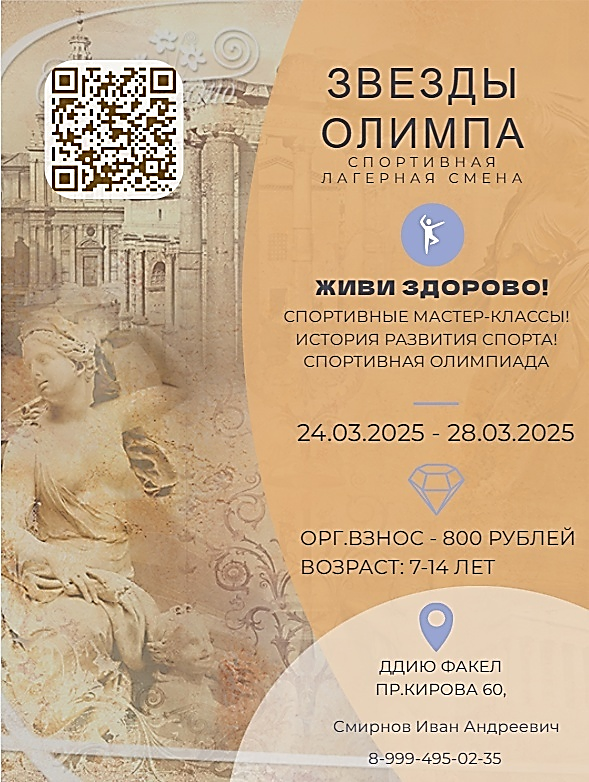 ЗВЕЗДЫ
ОЛИМПА
СПОРТИВНАЯ
ЛАГЕРНАЯ СМЕНА
ЖИВИ ЗДОРОВО!
СПОРТИВНЫЕ МАСТЕР-КЛАССЫ!
ИСТОРИЯ РАЗВИТИЯ СПОРТА!
СПОРТИВНАЯ ОЛИМПИАДА
24.03.2025 - 28.03.2025
ОРГ.ВЗНОС - 800 РУБЛЕЙ
ВОЗРАСТ: 7-14 ЛЕТ
ДДИЮ ФАКЕЛ
ПР.КИРОВА 60,
Смирнов Иван Андреевич
8-999-495-02-35